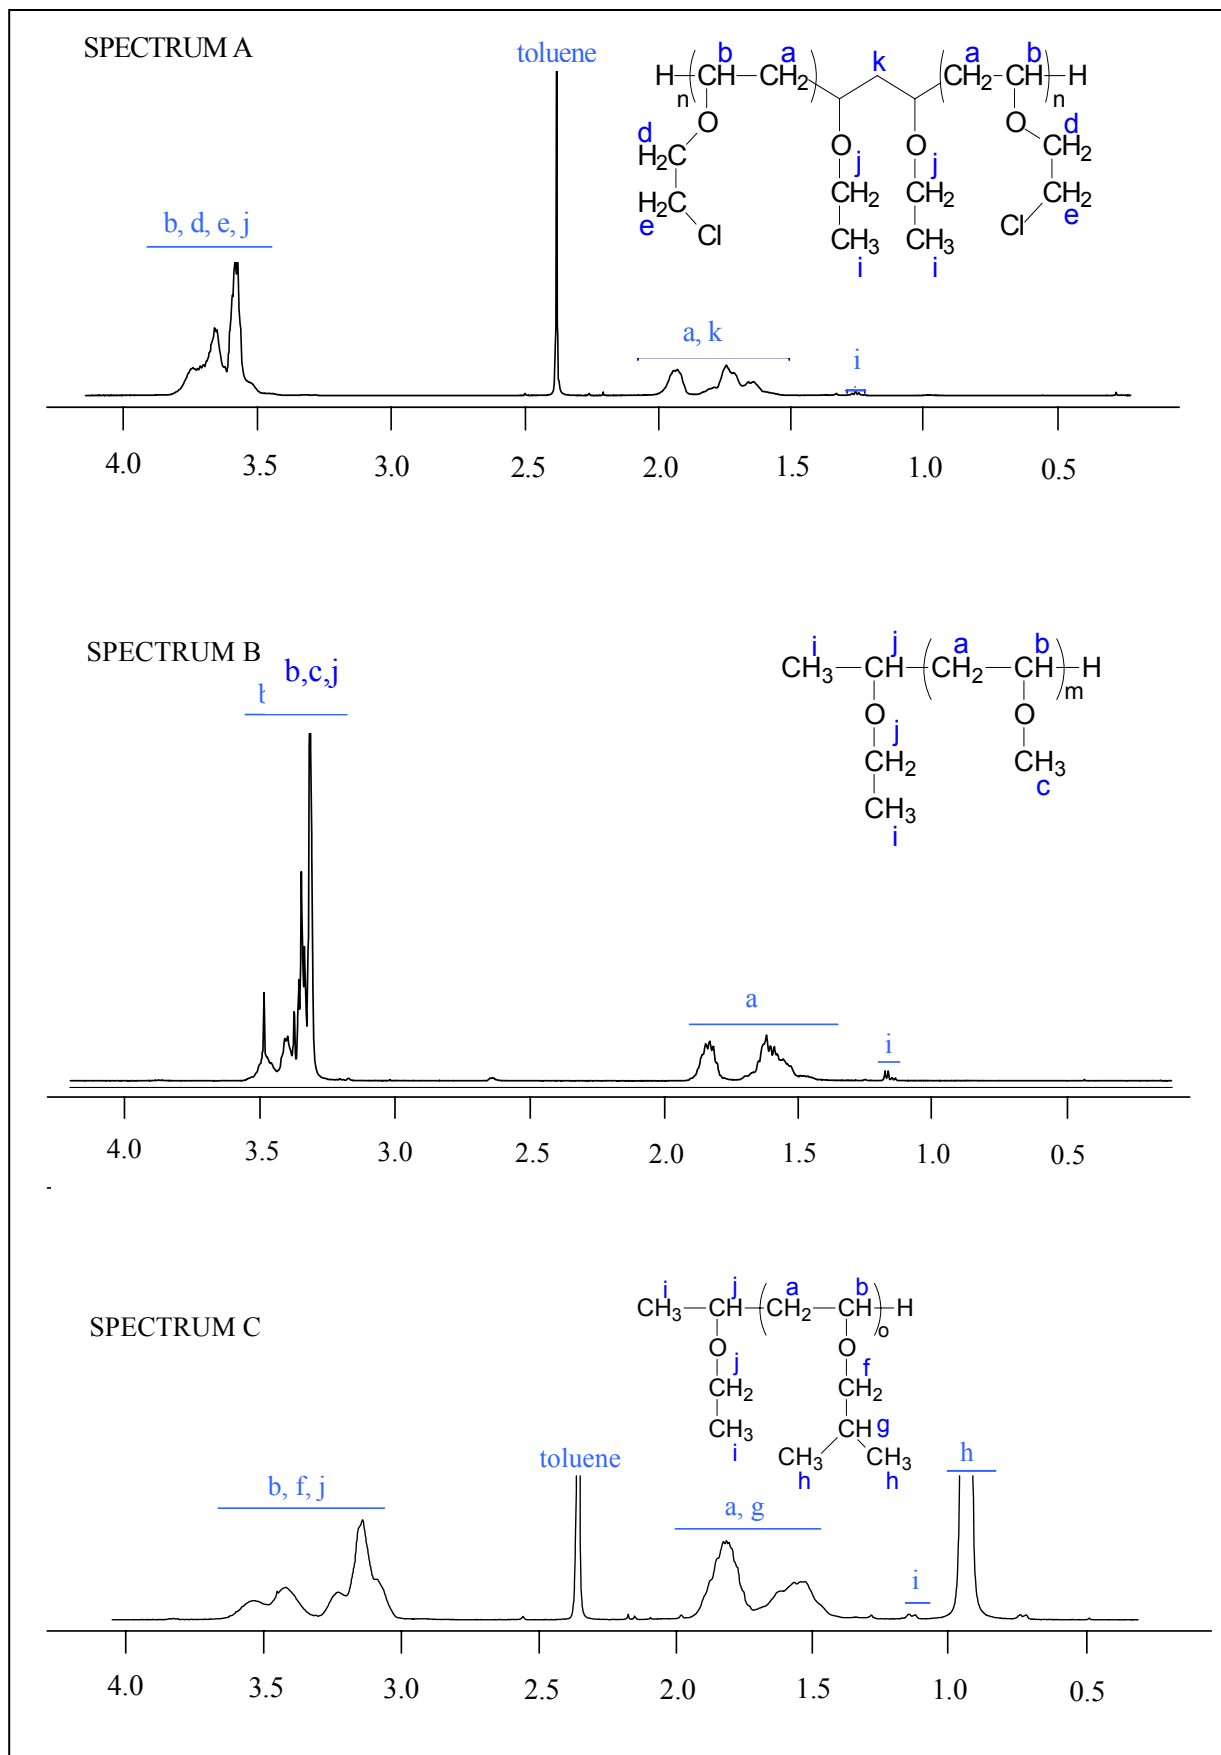 SPECTRUM A
toluene
b a k a b
H CH CH2 CH2 CH H
n n
O O O O
d j j d
H2C CH2 CH2 CH2
H2C CH3 CH3 CH2
e Cl i i Cl e
b, d, e, j
a, k
i
4.0 3.5 3.0 2.5 2.0 1.5 1.0 0.5
SPECTRUM B
b,c,j
i j a b
CH3 CH CH2 CH H
m
O O
j
CH2 CH3
c
CH3
i
a
i
4.0 3.5 3.0 2.5 2.0 1.5 1.0 0.5
SPECTRUM C
i j a b
CH3 CH CH2 CH H
o
O O
j f
CH2 CH2
CH3 CH g
i CH3 CH3
h h
toluene
b, f, j
a, g
i
h
4.0 3.5 3.0 2.5 2.0 1.5 1.0 0.5